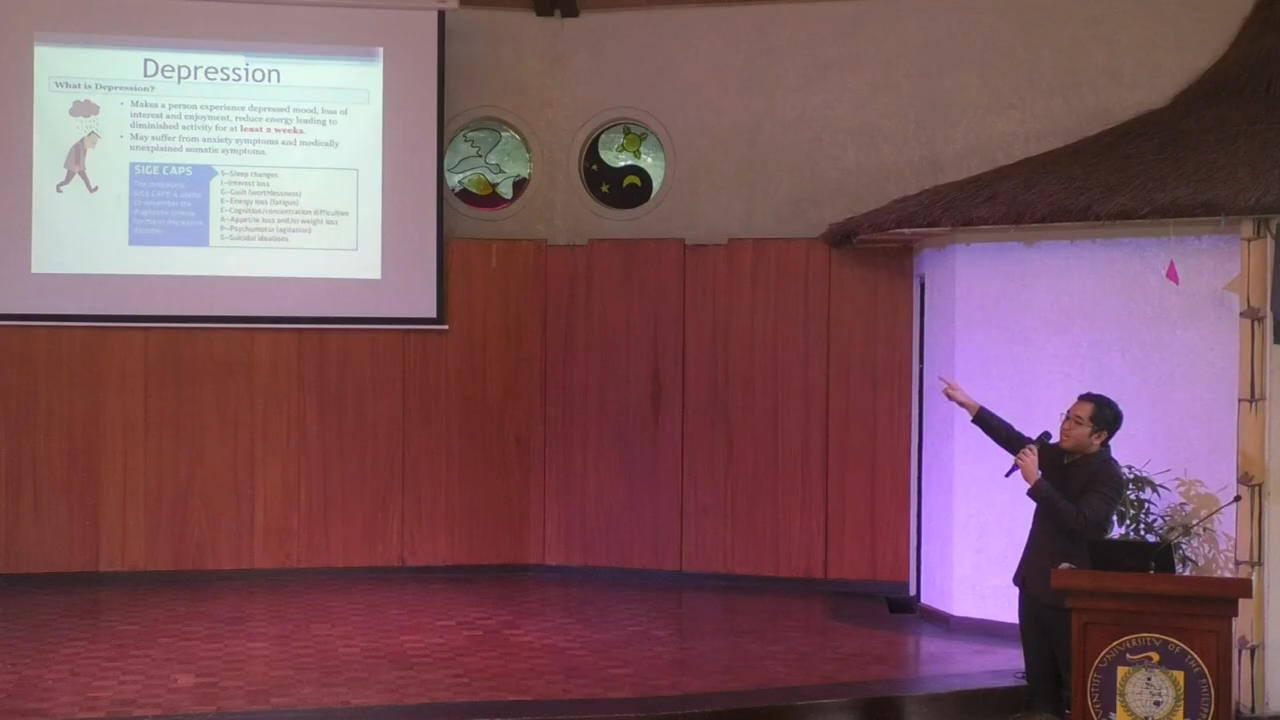 Depression
What is Depression?
• Makes a person experience depressed mood, loss of
interest and enjoyment, reduce energy leading to
diminished activity for at least 2 weeks.
• May suffer from anxiety symptoms and medically
unexplained somatic symptoms.
SIGE CAPS
S—Sleep changes
I—Interest loss
G—Guilt (worthlessness)
E—Energy loss (fatigue)
C—Cognition/concentration difficulties
A—Appetite loss and/or weight loss
P—Psychomotor (agitation)
S—Suicidal ideations
UNIVERSITY OF THE